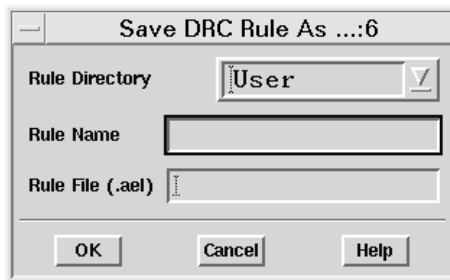 Save DRC Rule As ...:6
Rule Directory
User
Rule Name
Rule File (.ael)
OK Cancel Help